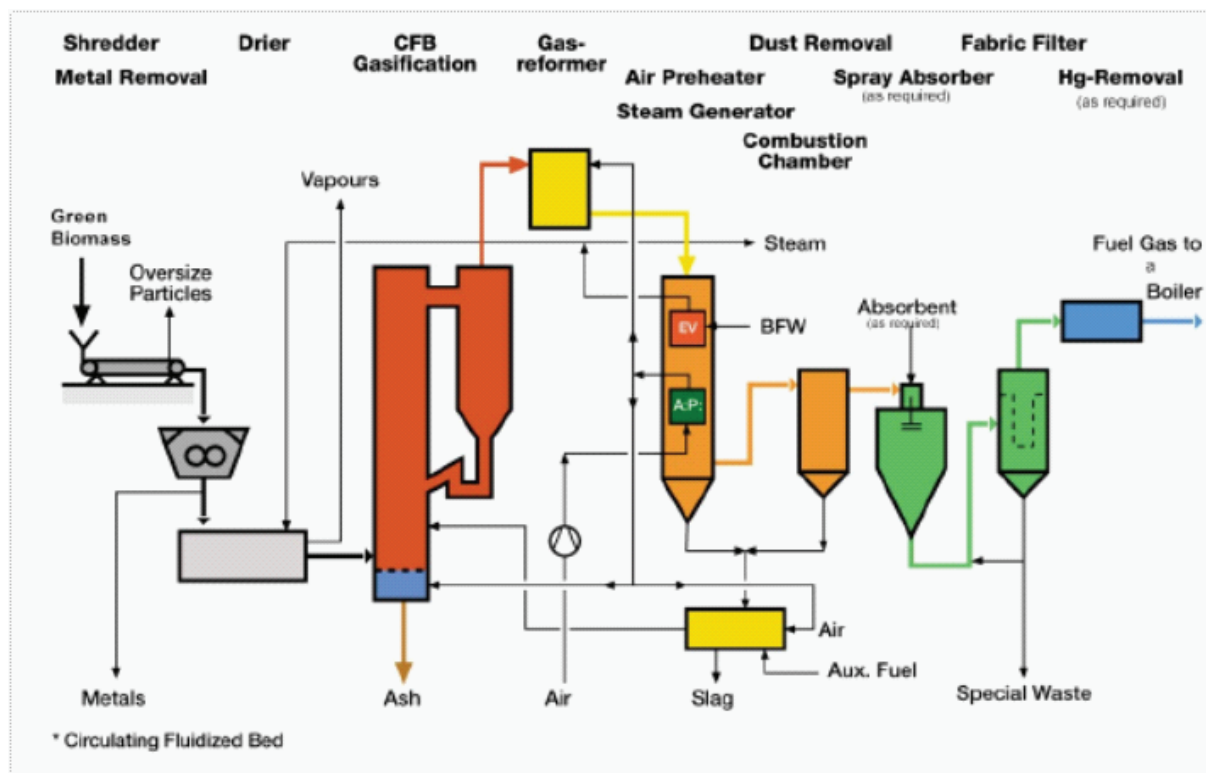 Shredder
Drier
CFB
Gasification
Gas-
reformer
Dust Removal
Fabric Filter
Metal Removal
Air Preheater
Spray Absorber
(as required)
Hg-Removal
(as required)
Steam Generator
Combustion
Chamber
Vapours
Green
Biomass
Oversize
Particles
Steam
Fuel Gas to
a
Boiler
Absorbent
(as required)
EV
BFW
A:P:
Air
Aux. Fuel
Metals
Ash
Air
Slag
Special Waste
* Circulating Fluidized Bed